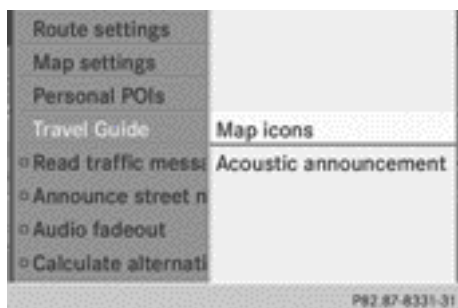 Route settings
Map settings
Personal POIs
Travel Guide
Map icons
Read traffic messa
Acoustic announcement
Announce street n
Audio fadeout
Calculate alternati
P82.87-8331-31